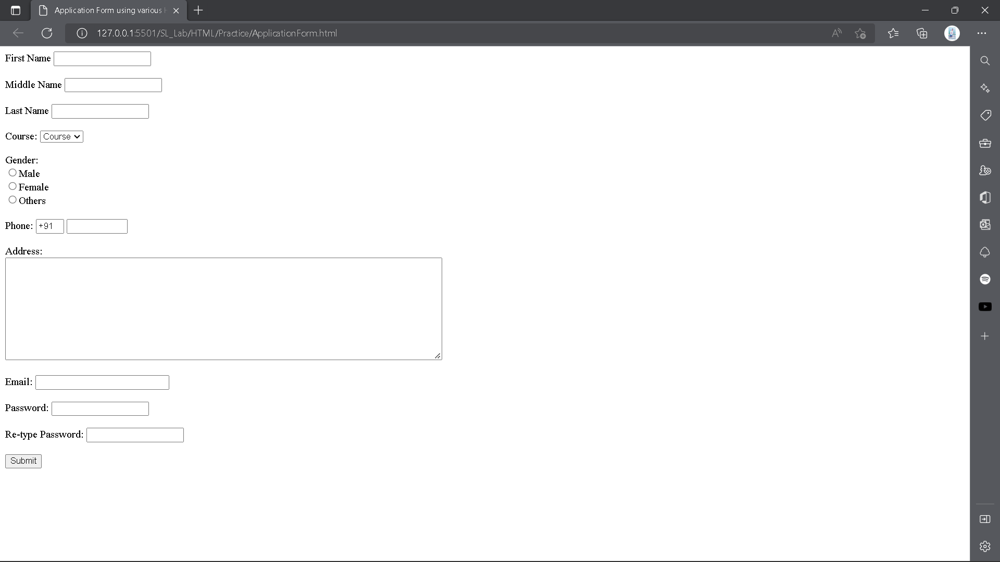 Application Form using various
127.0.0.1:5501/SL_Lab/HTML/Practice/ApplicationForm.html
First Name
Middle Name
Last Name
Course: Course
Gender:
Male
Female
Others
Phone: +91
Address:
Email:
Password:
Re-type Password:
Submit